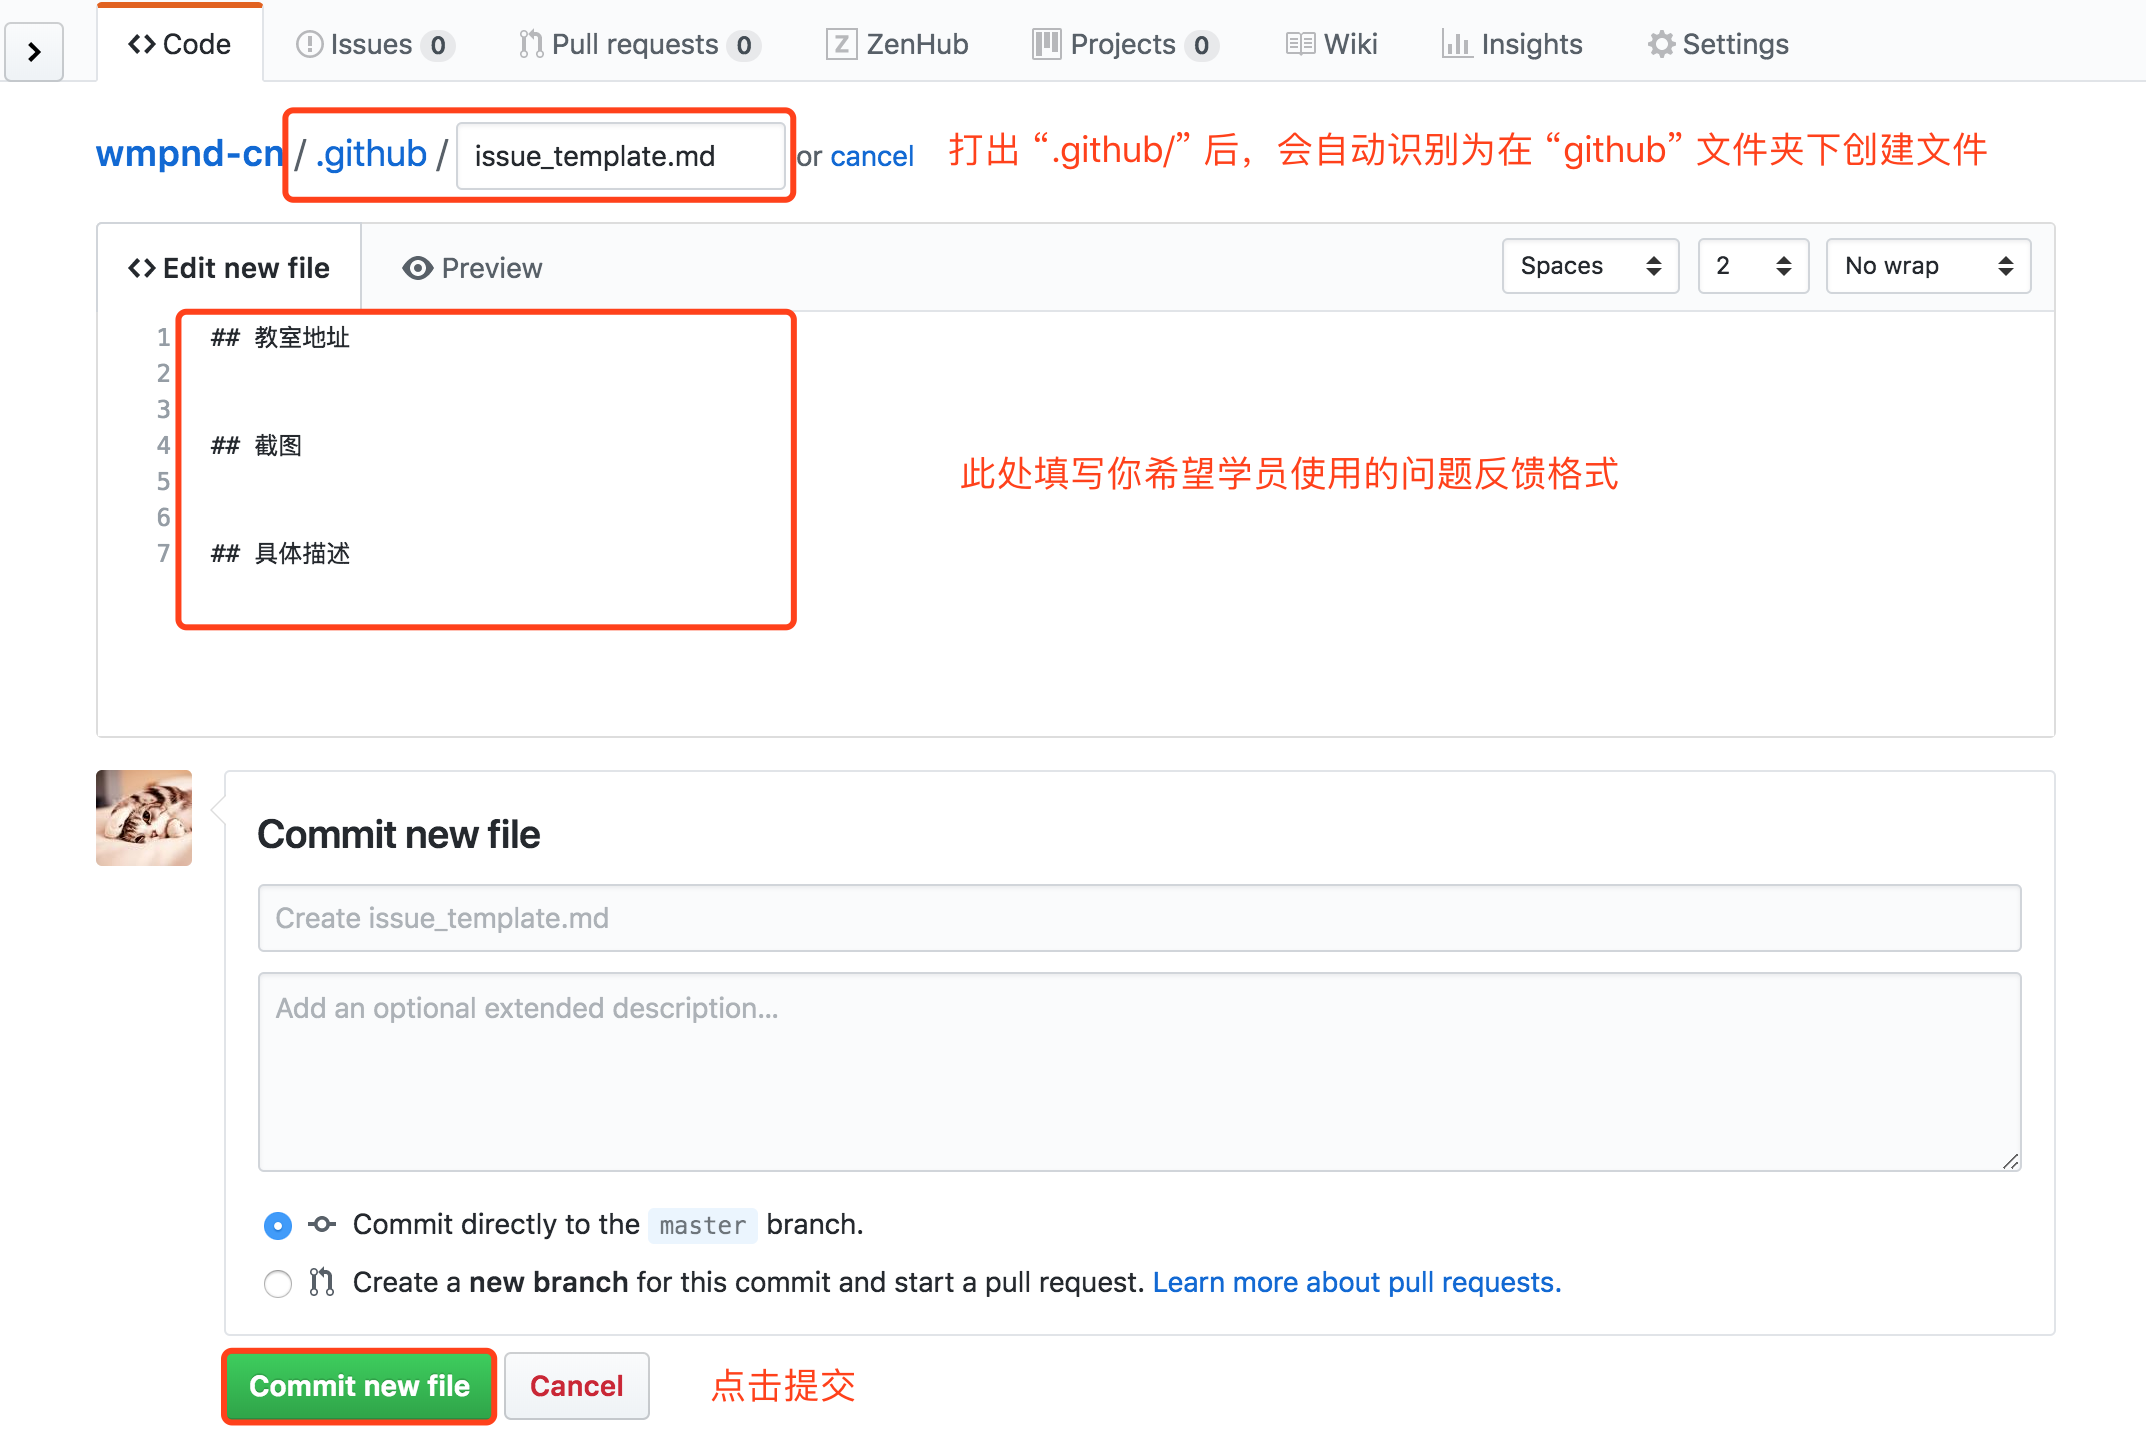 Code Issues 0 Pull requests 0 ZenHub Projects 0 Wiki Insights Settings
wmpnd-cn / .github / issue_template.md or cancel 打出 “.github/” 后，会自动识别为在 “github” 文件夹下创建文件
Edit new file Preview Spaces 2 No wrap
1 ## 教室地址
2
3
4 ## 截图
5
此处填写你希望学员使用的问题反馈格式
6
7 ## 具体描述
Commit new file
Create issue_template.md
Add an optional extended description...
Commit directly to the master branch.
Create a new branch for this commit and start a pull request. Learn more about pull requests.
Commit new file Cancel 点击提交